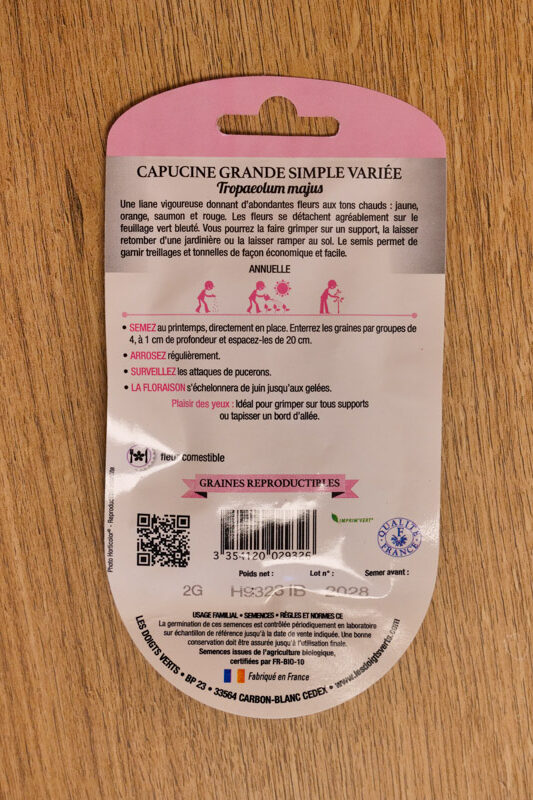 CAPUCINE GRANDE SIMPLE VARIÉE
Tropaeolum majus
Une liane vigoureuse donnant d'abondantes fleurs aux tons chauds : jaune,
orange, saumon et rouge. Les fleurs se détachent agréablement sur le
feuillage vert bleuté. Vous pourrez la faire grimper sur un support, la laisser
retomber d'une jardinière ou la laisser ramper au sol. Le semis permet de
garnir treillages et tonnelles de façon économique et facile.
ANNUELLE
• SEMEZ au printemps, directement en place. Enterrez les graines par groupes de
4, à 1 cm de profondeur et espacez-les de 20 cm.
• ARROSEZ régulièrement.
• SURVEILLEZ les attaques de pucerons.
• LA FLORAISON s'échelonnera de juin jusqu'aux gelées.
Plaisir des yeux : Idéal pour grimper sur tous supports
ou tapisser un bord d'allée.
fleur comestible
GRAINES REPRODUCTIBLES
Photo Horticolor® - Reproduction
IMPRIM'VERT®
QUALITÉ FRANCE
3 354120 029326
Poids net : Lot n° : Semer avant :
2G H9326 1B 2028
USAGE FAMILIAL • SEMENCES • RÈGLES ET NORMES CE
La germination de ces semences est contrôlée périodiquement en laboratoire
sur échantillon de référence jusqu'à la date de vente indiquée. Une bonne
conservation doit être assurée jusqu'à l'utilisation finale.
Semences issues de l'agriculture biologique,
certifiées par FR-BIO-10
Fabriqué en France
LES DOIGTS VERTS • BP 23 • 33564 CARBON-BLANC CEDEX • www.lesdoigtsverts.com